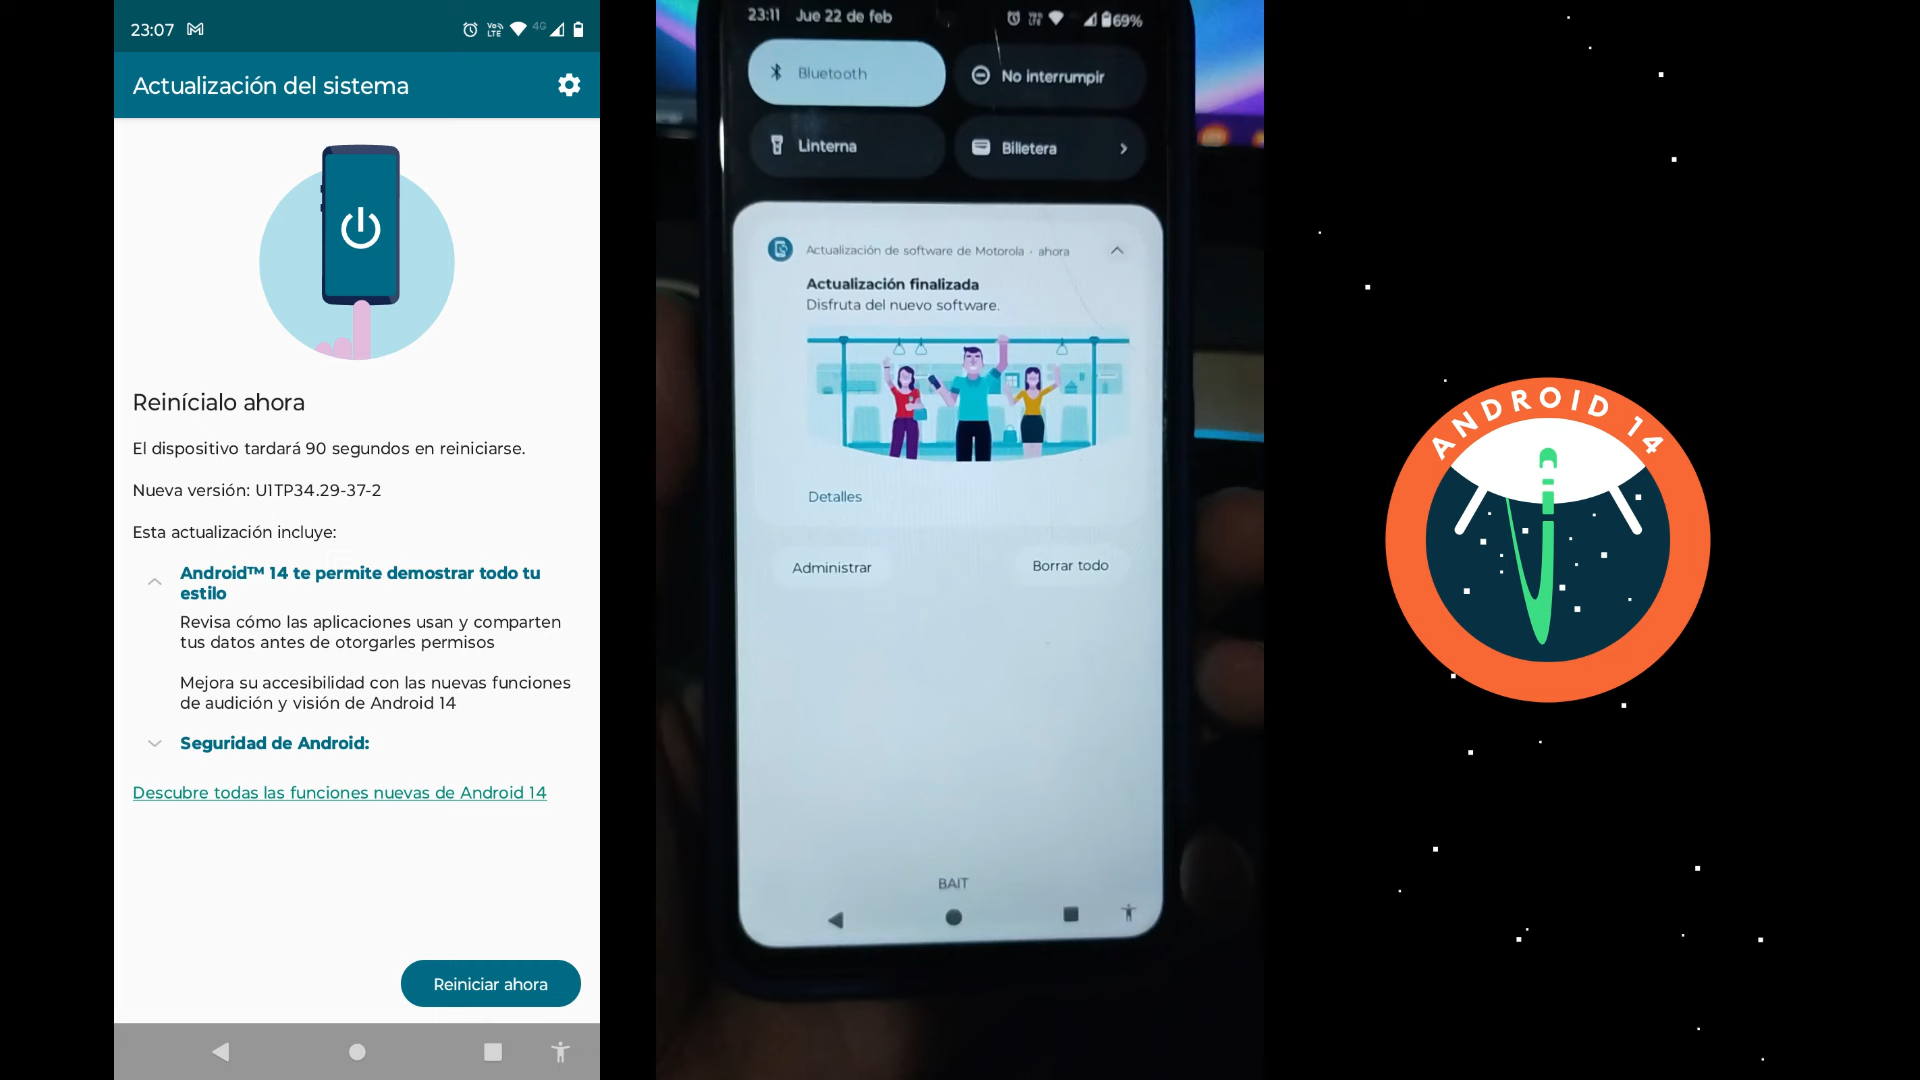 23:07
4G
Actualización del sistema
Reinícialo ahora
El dispositivo tardará 90 segundos en reiniciarse.
Nueva versión: U1TP34.29-37-2
Esta actualización incluye:
Android™ 14 te permite demostrar todo tu
estilo
Revisa cómo las aplicaciones usan y comparten
tus datos antes de otorgarles permisos
Mejora su accesibilidad con las nuevas funciones
de audición y visión de Android 14
Seguridad de Android:
Descubre todas las funciones nuevas de Android 14
Reiniciar ahora
23:11 Jue 22 de feb
69%
Bluetooth
No interrumpir
Linterna
Billetera
Actualización de software de Motorola · ahora
Actualización finalizada
Disfruta del nuevo software.
Detalles
Administrar
Borrar todo
BAIT
ANDROID 14